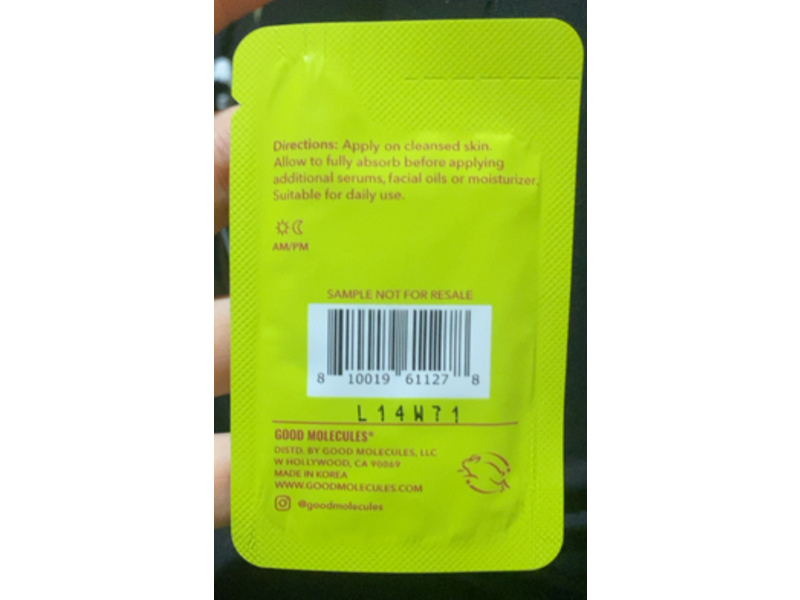 Directions: Apply on cleansed skin.
Allow to fully absorb before applying
additional serums, facial oils or moisturizer.
Suitable for daily use.
AM/PM
SAMPLE NOT FOR RESALE
8 10019 61127 8
L14W71
GOOD MOLECULES®
DISTD. BY GOOD MOLECULES, LLC
W HOLLYWOOD, CA 90069
MADE IN KOREA
WWW.GOODMOLECULES.COM
@goodmolecules